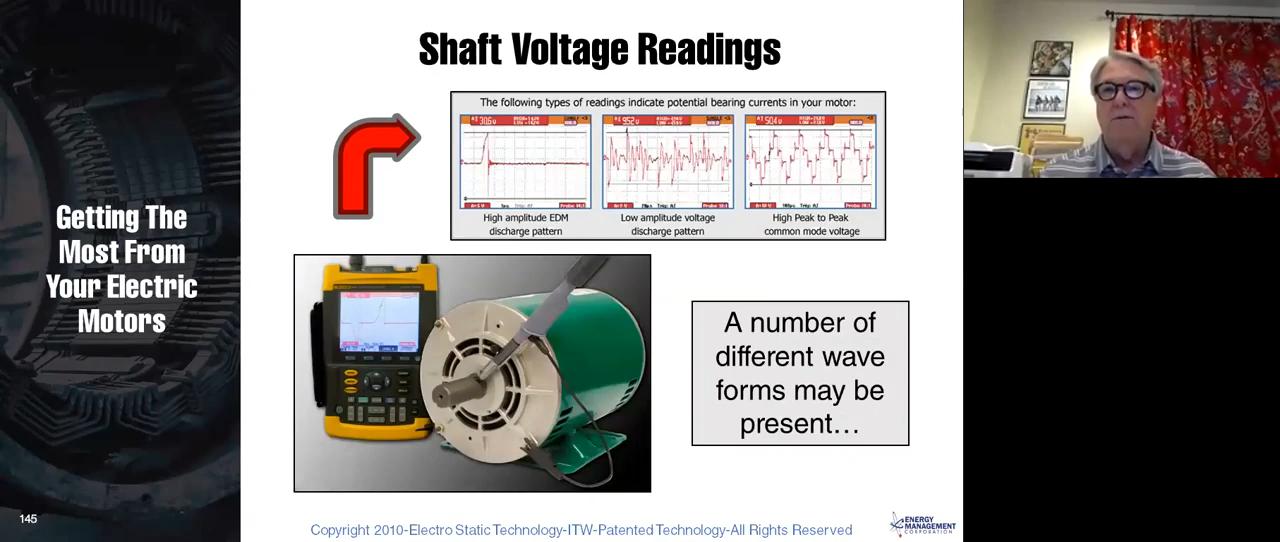 Shaft Voltage Readings
Getting The
Most From
Your Electric
Motors
The following types of readings indicate potential bearing currents in your motor:
High amplitude EDM
discharge pattern
Low amplitude voltage
discharge pattern
High Peak to Peak
common mode voltage
A number of
different wave
forms may be
present…
145
Copyright 2010-Electro Static Technology-ITW-Patented Technology-All Rights Reserved
ENERGY
MANAGEMENT
CORPORATION